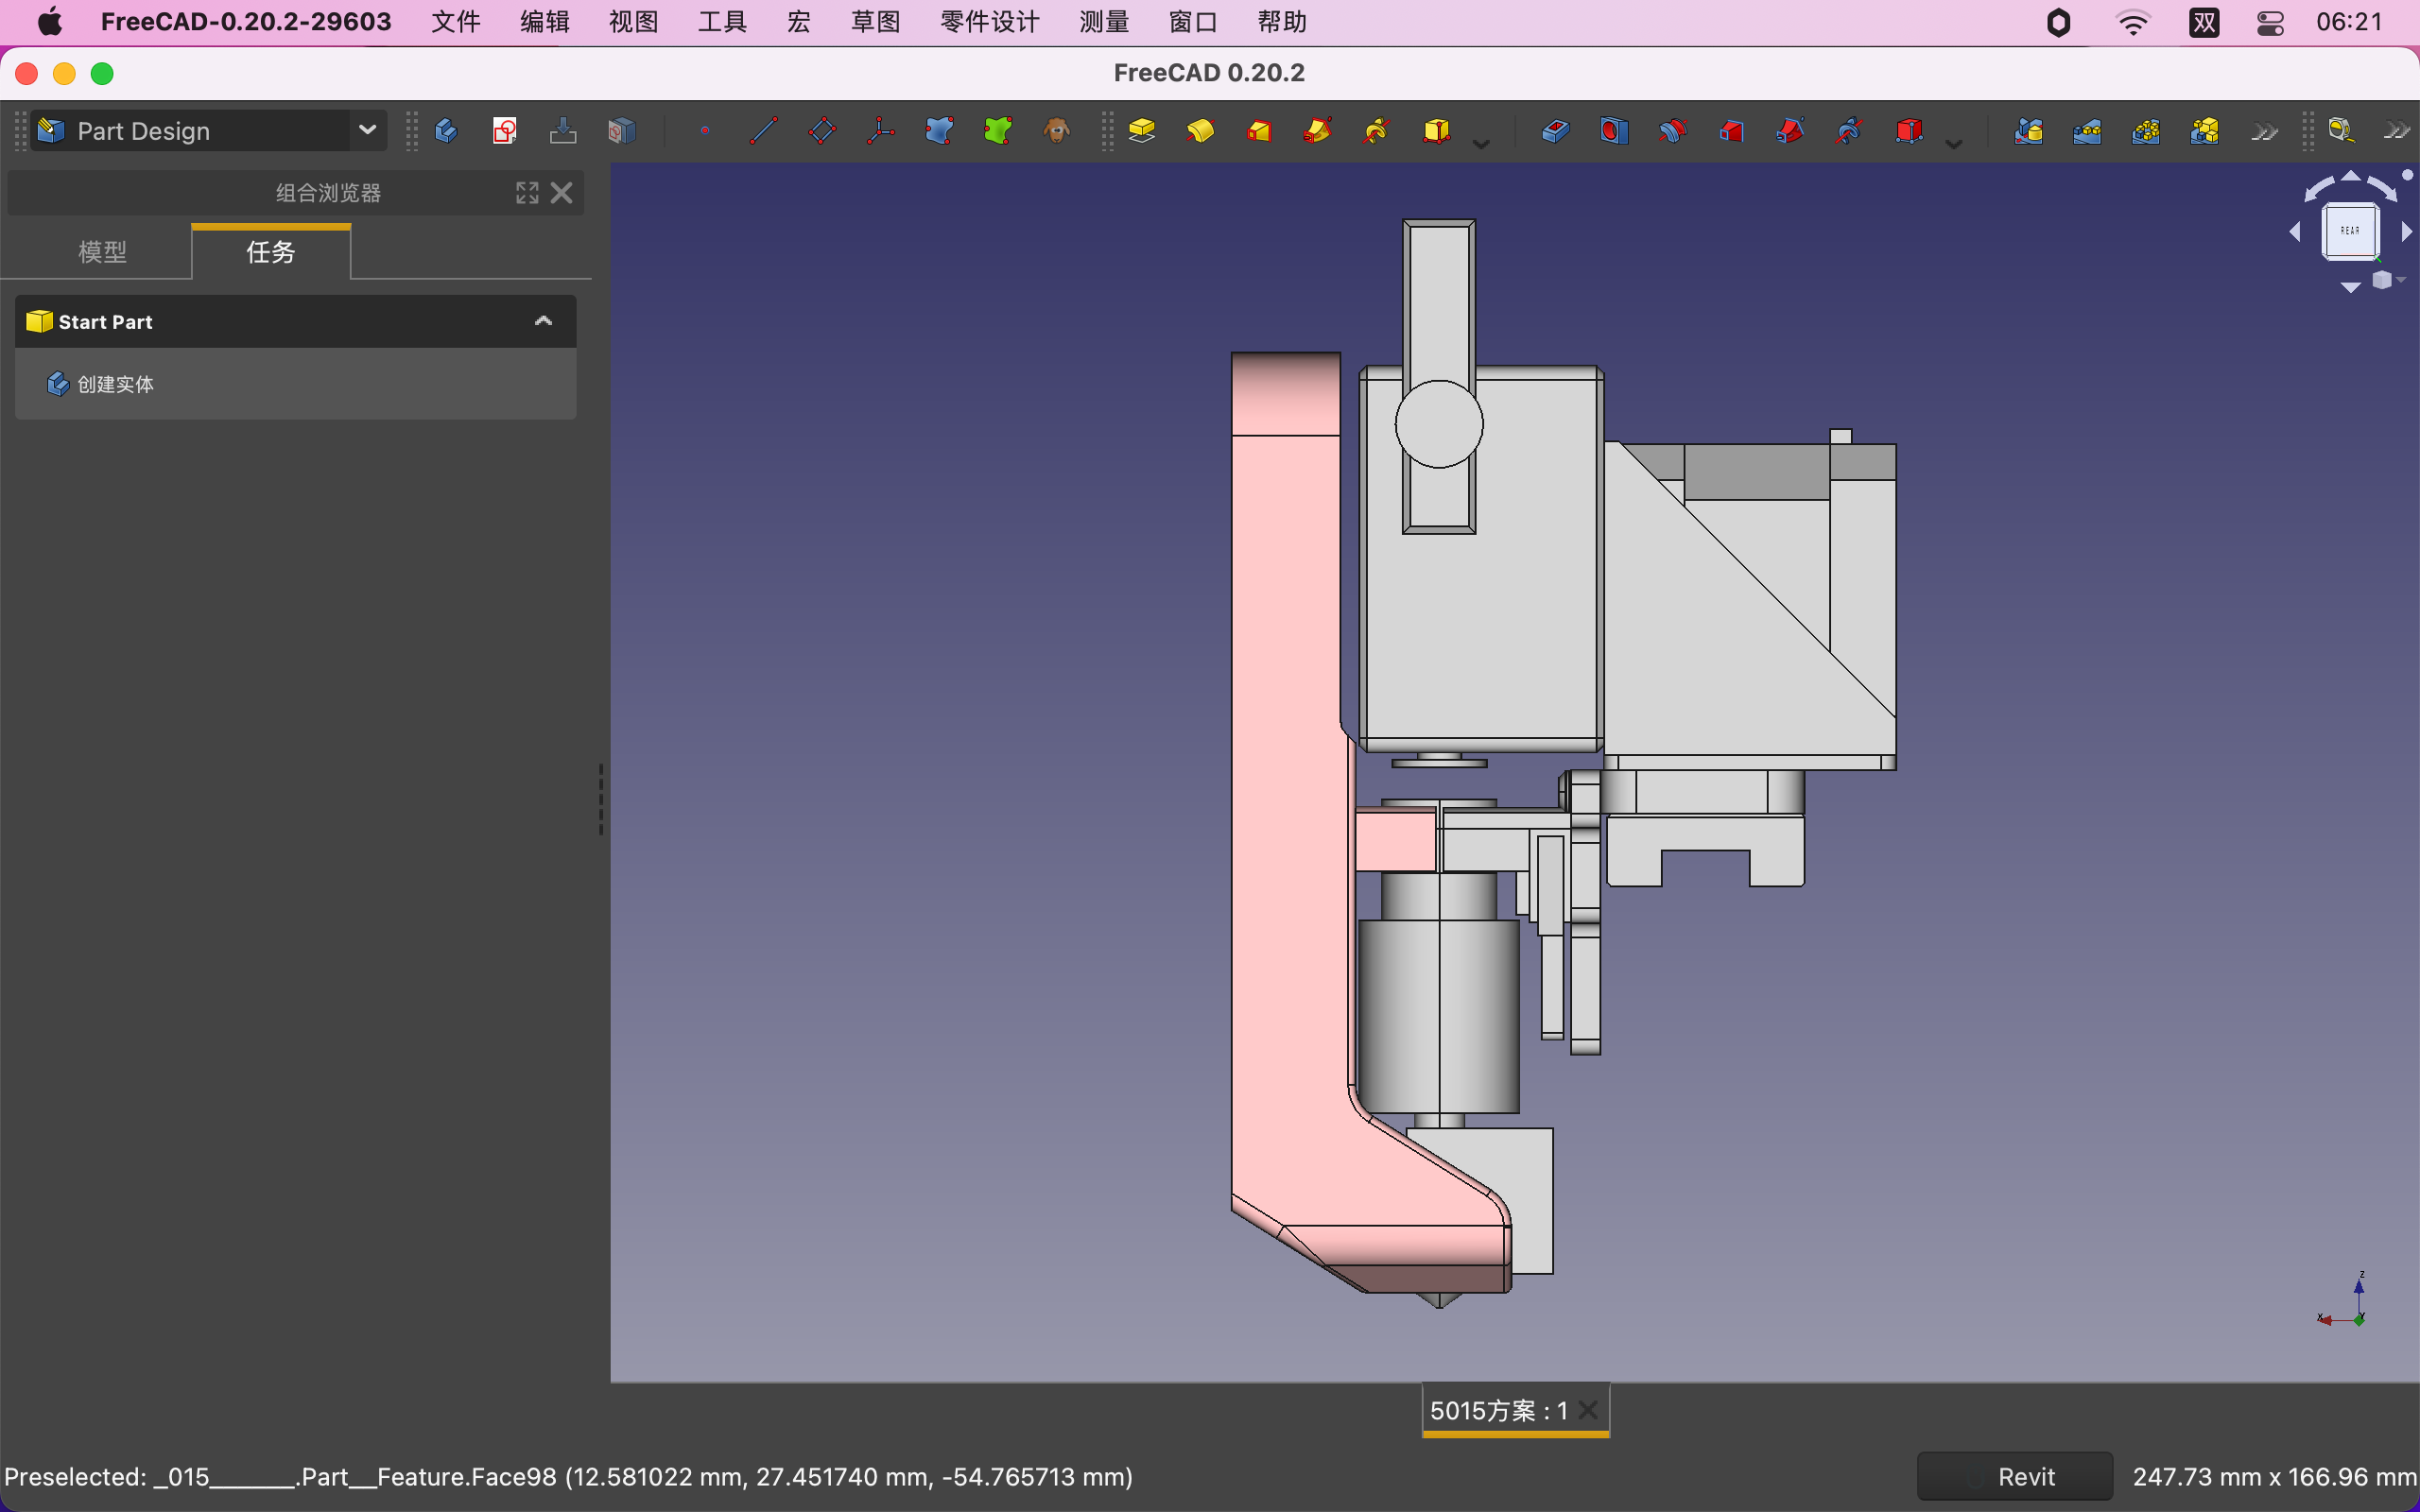 FreeCAD-0.20.2-29603 文件 编辑 视图 工具 宏 草图 零件设计 测量 窗口 帮助 双 06:21
FreeCAD 0.20.2
Part Design
组合浏览器
模型 任务
Start Part
创建实体
REAR
Z
X Y
5015方案 : 1
Preselected: _015_______.Part__Feature.Face98 (12.581022 mm, 27.451740 mm, -54.765713 mm)
Revit 247.73 mm x 166.96 mm